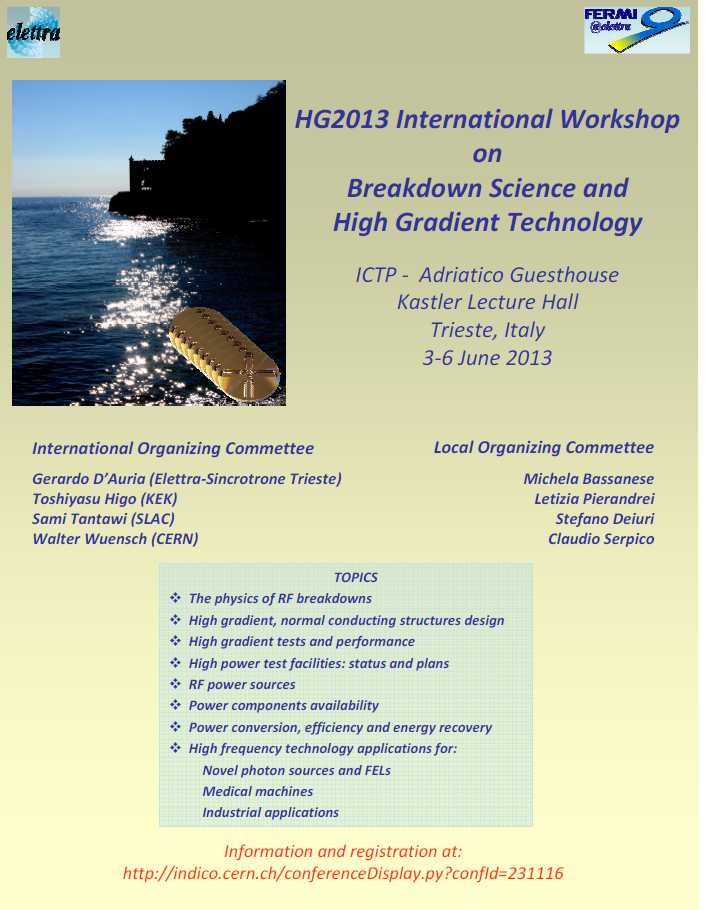 elettra
FERMI
@elettra
HG2013 International Workshop
on
Breakdown Science and
High Gradient Technology
ICTP - Adriatico Guesthouse
Kastler Lecture Hall
Trieste, Italy
3-6 June 2013
International Organizing Committee
Gerardo D’Auria (Elettra-Sincrotrone Trieste)
Toshiyasu Higo (KEK)
Sami Tantawi (SLAC)
Walter Wuensch (CERN)
Local Organizing Committee
Michela Bassanese
Letizia Pierandrei
Stefano Deiuri
Claudio Serpico
TOPICS
❖ The physics of RF breakdowns
❖ High gradient, normal conducting structures design
❖ High gradient tests and performance
❖ High power test facilities: status and plans
❖ RF power sources
❖ Power components availability
❖ Power conversion, efficiency and energy recovery
❖ High frequency technology applications for:
Novel photon sources and FELs
Medical machines
Industrial applications
Information and registration at:
http://indico.cern.ch/conferenceDisplay.py?confId=231116